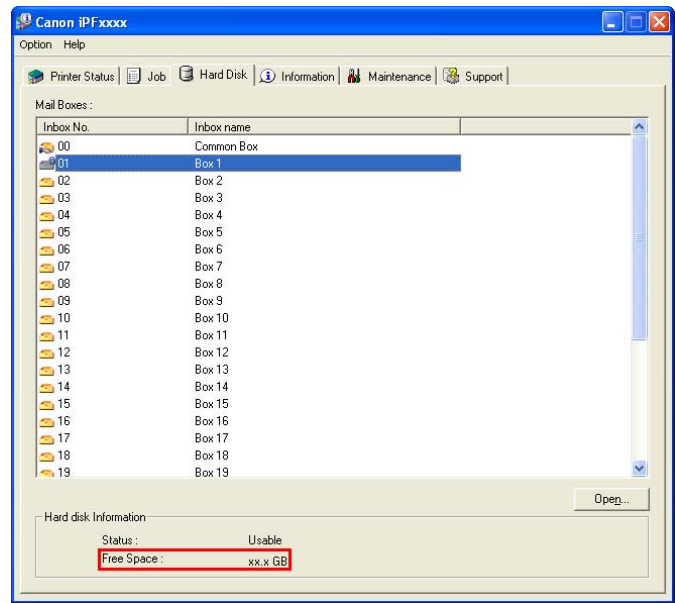 Canon iPFxxxx
Option Help
Printer Status Job Hard Disk Information Maintenance Support
Mail Boxes :
Inbox No. Inbox name
00 Common Box
01 Box 1
02 Box 2
03 Box 3
04 Box 4
05 Box 5
06 Box 6
07 Box 7
08 Box 8
09 Box 9
10 Box 10
11 Box 11
12 Box 12
13 Box 13
14 Box 14
15 Box 15
16 Box 16
17 Box 17
18 Box 18
19 Box 19
Open...
Hard disk Information
Status : Usable
Free Space : xx.x GB